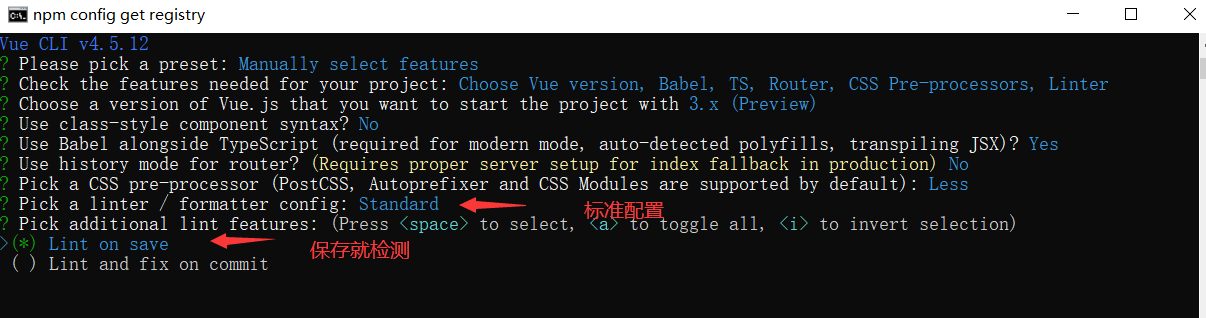 npm config get registry
Vue CLI v4.5.12
? Please pick a preset: Manually select features
? Check the features needed for your project: Choose Vue version, Babel, TS, Router, CSS Pre-processors, Linter
? Choose a version of Vue.js that you want to start the project with 3.x (Preview)
? Use class-style component syntax? No
? Use Babel alongside TypeScript (required for modern mode, auto-detected polyfills, transpiling JSX)? Yes
? Use history mode for router? (Requires proper server setup for index fallback in production) No
? Pick a CSS pre-processor (PostCSS, Autoprefixer and CSS Modules are supported by default): Less
? Pick a linter / formatter config: Standard
标准配置
? Pick additional lint features: (Press <space> to select, <a> to toggle all, <i> to invert selection)
>(*) Lint on save
保存就检测
( ) Lint and fix on commit